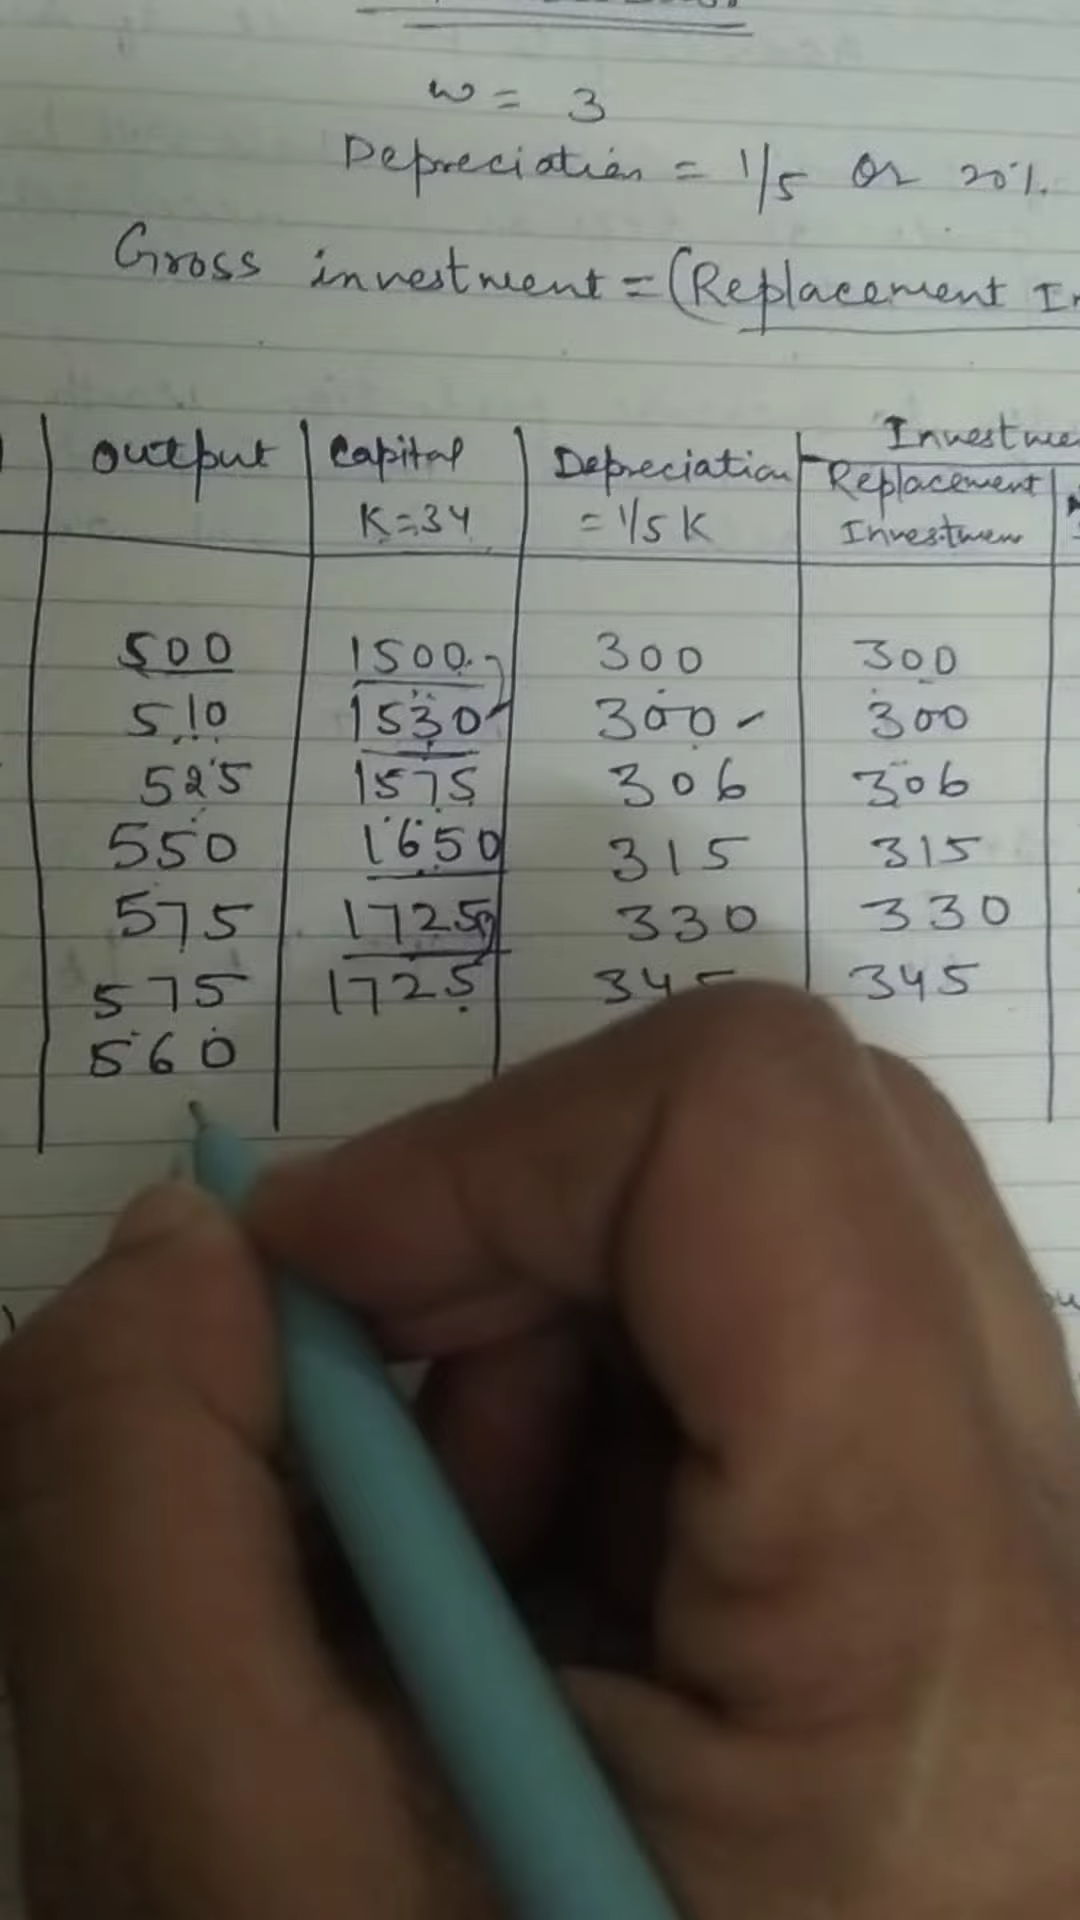 w = 3
Depreciation = 1/5 or 20%.
Gross investment = (Replacement
Output Capital Depreciation
K=3Y = 1/5 K Replacement
500 1500 300 300
510 1530 300 300
525 1575 306 306
550 1650 315 315
575 1725 330 330
575 1725 345 345
560